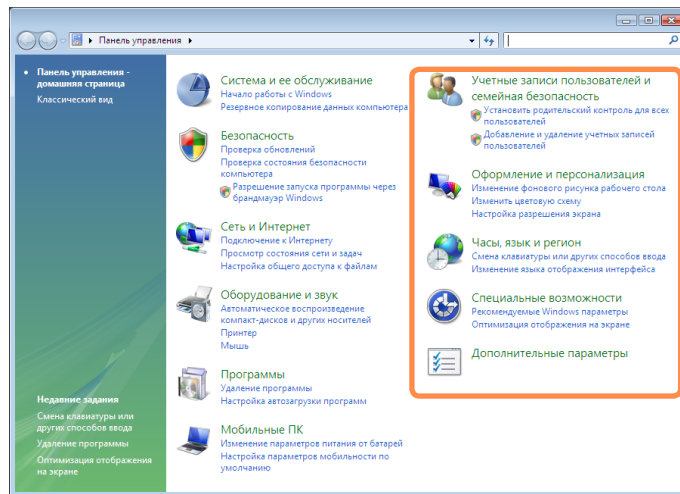 Панель управления
Панель управления -
домашняя страница
Классический вид
Недавние задания
Смена клавиатуры или
других способов ввода
Удаление программы
Оптимизация отображения
на экране
Система и ее обслуживание
Начало работы с Windows
Резервное копирование данных компьютера
Безопасность
Проверка обновлений
Проверка состояния безопасности
компьютера
Разрешение запуска программы через
брандмауэр Windows
Сеть и Интернет
Подключение к Интернету
Просмотр состояния сети и задач
Настройка общего доступа к файлам
Оборудование и звук
Автоматическое воспроизведение
компакт-дисков и других носителей
Принтер
Мышь
Программы
Удаление программы
Настройка автозагрузки программ
Мобильные ПК
Изменение параметров питания от батарей
Настройка параметров мобильности по
умолчанию
Учетные записи пользователей и
семейная безопасность
Установить родительский контроль для всех
пользователей
Добавление и удаление учетных записей
пользователей
Оформление и персонализация
Изменение фонового рисунка рабочего стола
Изменить цветовую схему
Настройка разрешения экрана
Часы, язык и регион
Смена клавиатуры или других способов ввода
Изменение языка отображения интерфейса
Специальные возможности
Рекомендуемые Windows параметры
Оптимизация отображения на экране
Дополнительные параметры